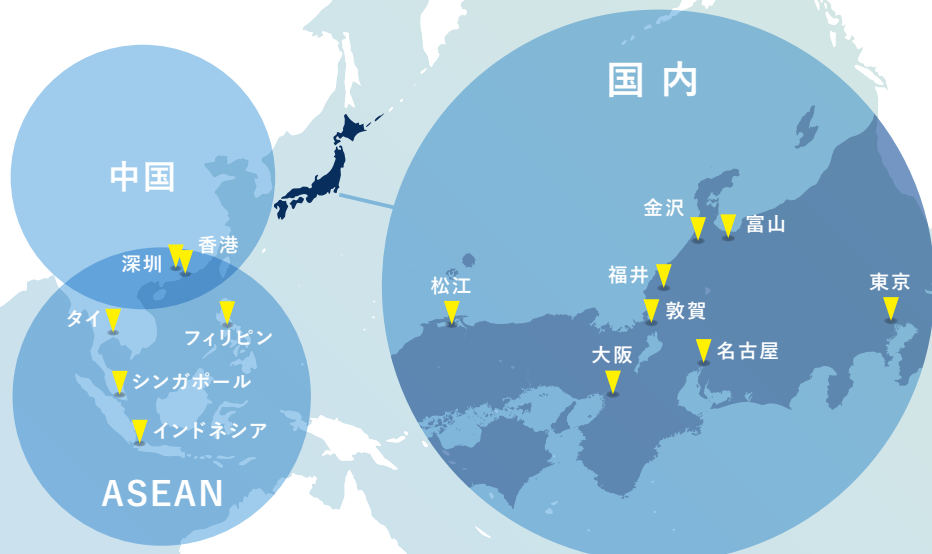 国内
中国
香港
深圳
タイ
フィリピン
シンガポール
インドネシア
ASEAN
金沢
富山
福井
松江
敦賀
東京
大阪
名古屋